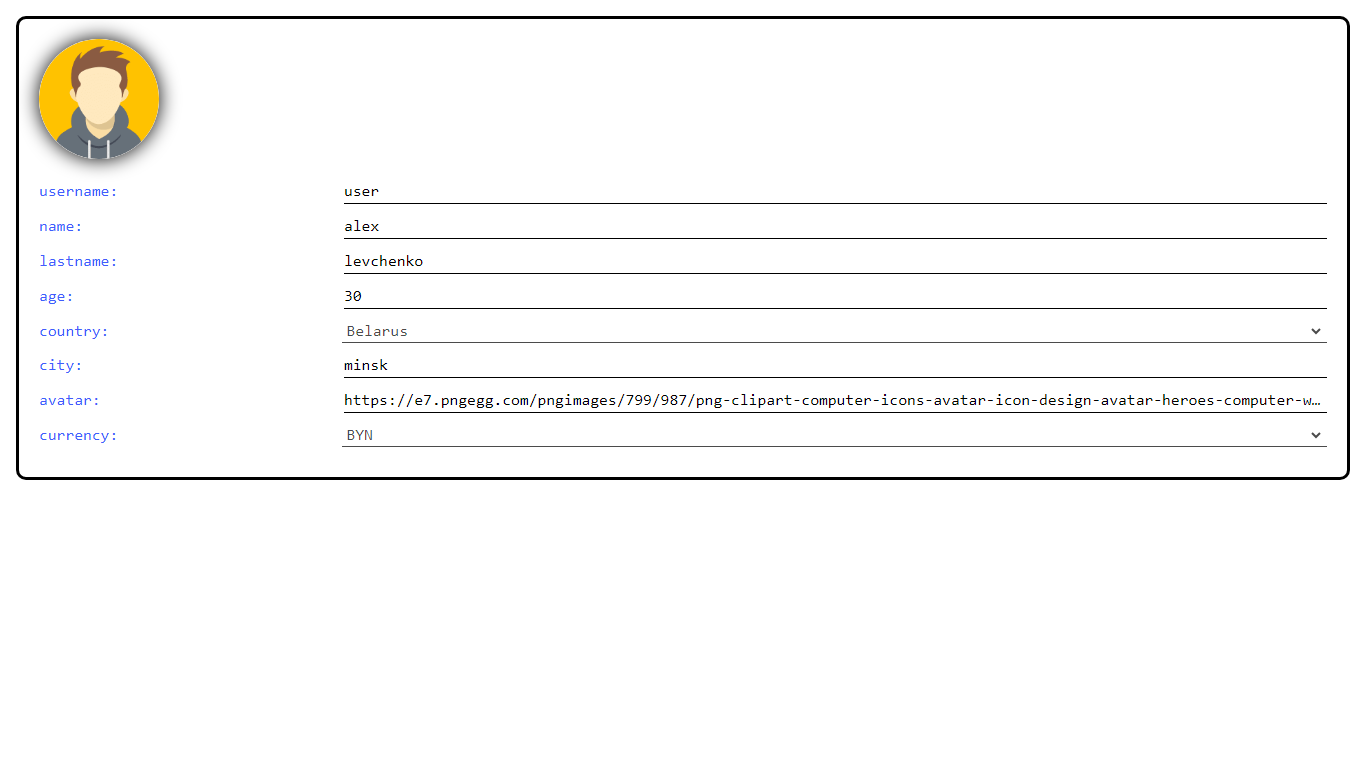 username: user
name: alex
lastname: levchenko
age: 30
country: Belarus
city: minsk
avatar: https://e7.pngegg.com/pngimages/799/987/png-clipart-computer-icons-avatar-icon-design-avatar-heroes-computer-w…
currency: BYN